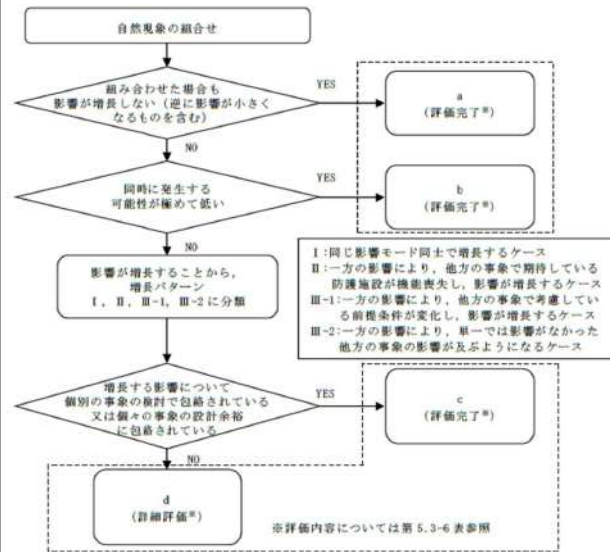 自然現象の組合せ
組み合わせた場合も
影響が増長しない（逆に影響が小さく
なるものを含む）
YES
a
（評価完了※）
NO
同時に発生する
可能性が極めて低い
YES
b
（評価完了※）
NO
影響が増長することから，
増長パターン
Ⅰ，Ⅱ，Ⅲ-1，Ⅲ-2に分類
Ⅰ：同じ影響モード同士で増長するケース
Ⅱ：一方の影響により，他方の事象で期待している
防護施設が機能喪失し，影響が増長するケース
Ⅲ-1：一方の影響により，他方の事象で考慮してい
る前提条件が変化し，影響が増長するケース
Ⅲ-2：一方の影響により，単一では影響がなかった
他方の事象の影響が及ぶようになるケース
増長する影響について
個別の事象の検討で包絡されている
又は個々の事象の設計余裕
に包絡されている
YES
c
（評価完了※）
NO
d
（詳細評価※）
※評価内容については第5.3-6表参照